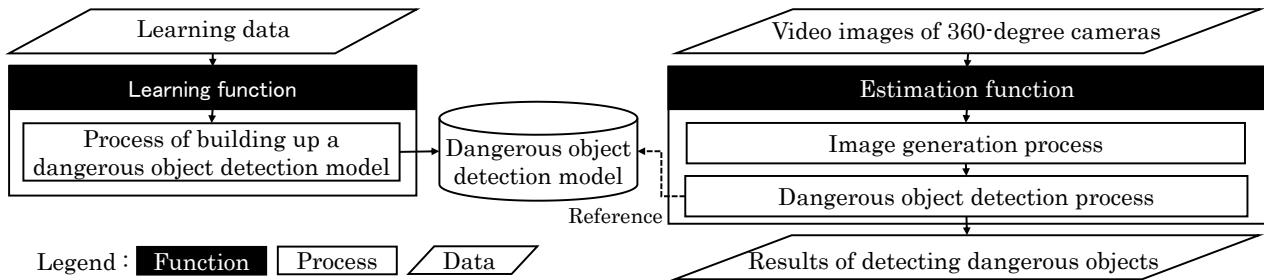 Learning data
Learning function
Process of building up a
dangerous object detection model
Dangerous object
detection model
Video images of 360-degree cameras
Estimation function
Image generation process
Dangerous object detection process
Reference
Results of detecting dangerous objects
Legend : Function Process Data